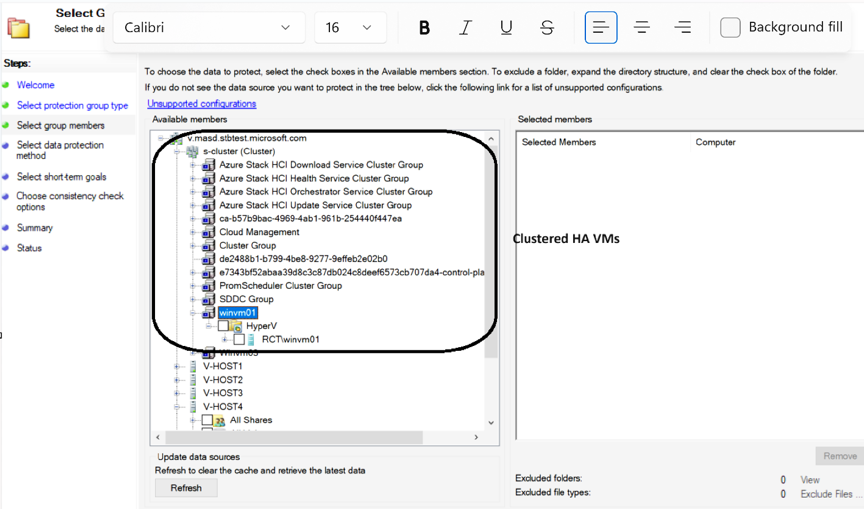 Select G
Select the da
Calibri
16
B
I
U
S
Background fill
Steps:
Welcome
Select protection group type
Select group members
Select data protection
method
Select short-term goals
Choose consistency check
options
Summary
Status
To choose the data to protect, select the check boxes in the Available members section. To exclude a folder, expand the directory structure, and clear the check box of the folder.
If you do not see the data source you want to protect in the tree below, click the following link for a list of unsupported configurations.
Unsupported configurations
Available members
v.masd.stbtest.microsoft.com
s-cluster (Cluster)
Azure Stack HCI Download Service Cluster Group
Azure Stack HCI Health Service Cluster Group
Azure Stack HCI Orchestrator Service Cluster Group
Azure Stack HCI Update Service Cluster Group
ca-b57b9bac-4969-4ab1-961b-254440f447ea
Cloud Management
Cluster Group
de2488b1-b799-4be8-9277-9effeb2e02b0
e7343bf52abaa39d8c3c87db024c8deef6573cb707da4-control-pla
PromScheduler Cluster Group
SDDC Group
winvm01
HyperV
RCT\winvm01
V-HOST1
V-HOST2
V-HOST3
V-HOST4
All Shares
Selected members
Selected Members
Computer
Clustered HA VMs
Update data sources
Refresh to clear the cache and retrieve the latest data
Refresh
Remove
Excluded folders:
0
View
Excluded file types:
0
Exclude Files ...